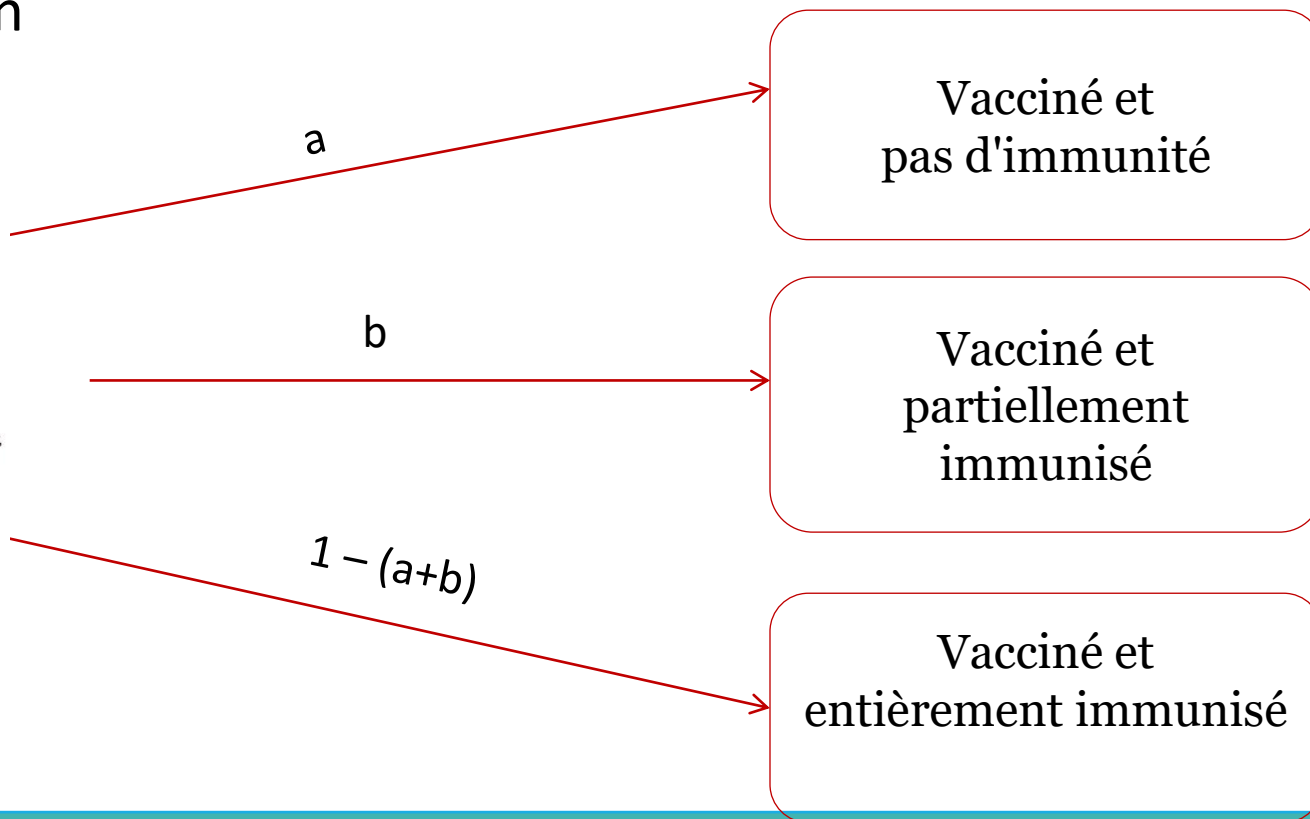 a
Vacciné et
pas d'immunité
b
Vacciné et
partiellement
immunisé
1 – (a+b)
Vacciné et
entièrement immunisé